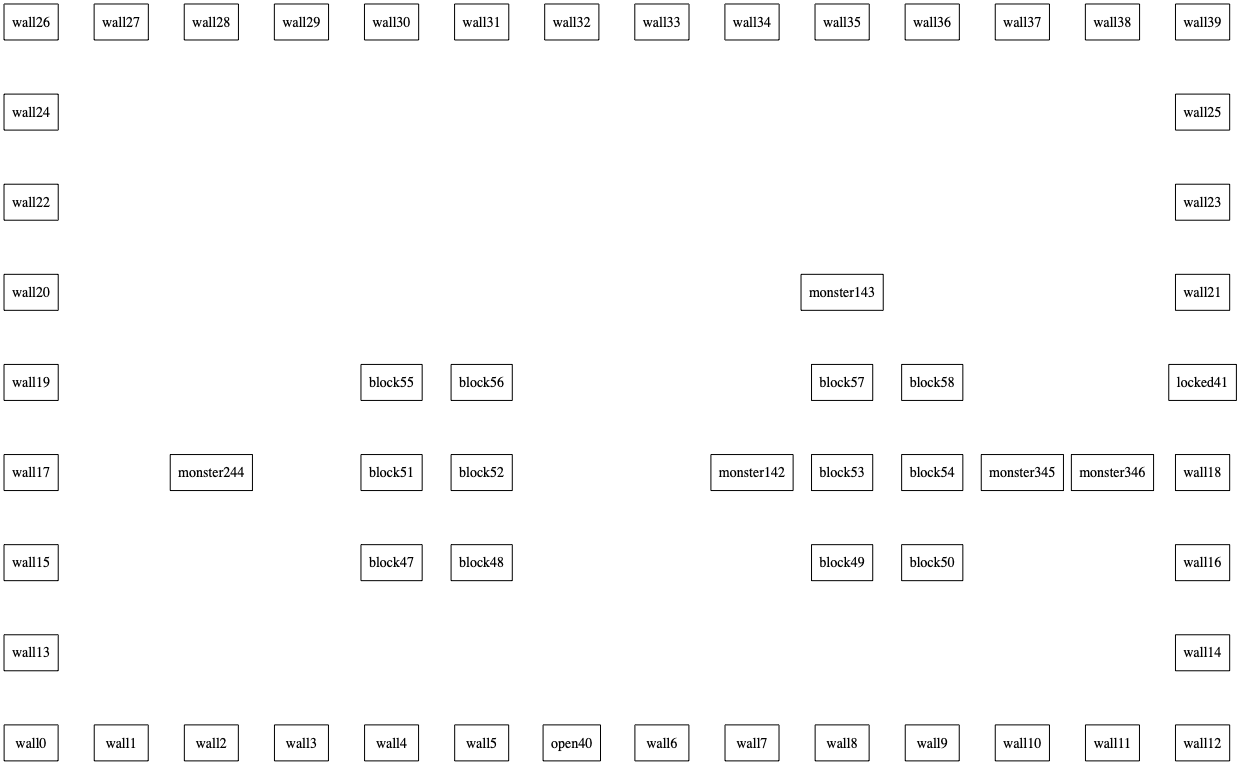 wall26 wall27 wall28 wall29 wall30 wall31 wall32 wall33 wall34 wall35 wall36 wall37 wall38 wall39
wall24 wall25
wall22 wall23
wall20 monster143 wall21
wall19 block55 block56 block57 block58 locked41
wall17 monster244 block51 block52 monster142 block53 block54 monster345 monster346 wall18
wall15 block47 block48 block49 block50 wall16
wall13 wall14
wall0 wall1 wall2 wall3 wall4 wall5 open40 wall6 wall7 wall8 wall9 wall10 wall11 wall12